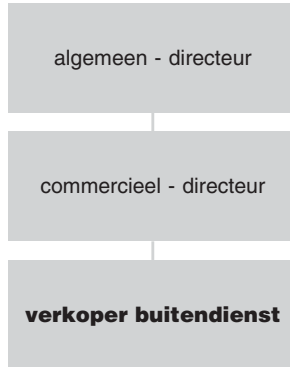 algemeen - directeur
commercieel - directeur
verkoper buitendienst